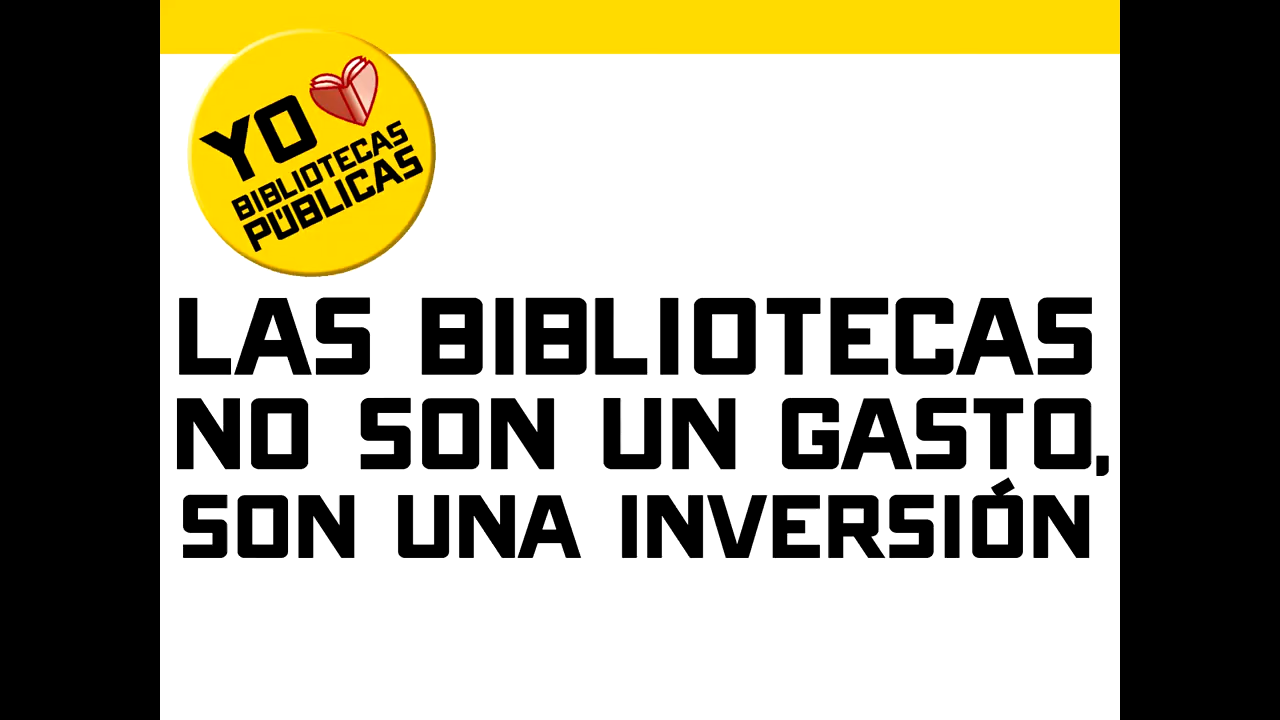 YO
BIBLIOTECAS
PÚBLICAS
LAS BIBLIOTECAS
NO SON UN GASTO,
SON UNA INVERSIÓN